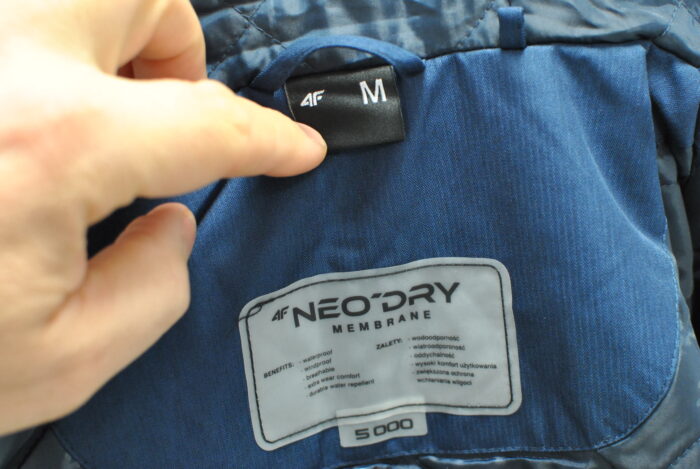 4F M
4F NEO'DRY
MEMBRANE
BENEFITS: - waterproof
- windproof
- breathable
- extra wear comfort
- durable water repellent
ZALETY: - wodoodporność
- wiatroodporność
- oddychalność
- wysoki komfort użytkowania
- zwiększona ochrona
wchłaniania wilgoci
5 000